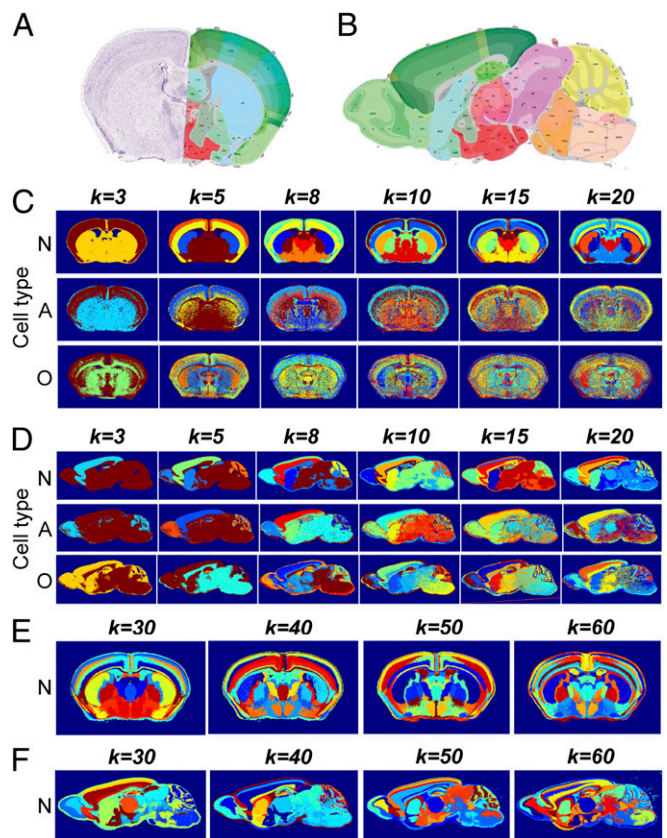 A B
C k=3 k=5 k=8 k=10 k=15 k=20
N
Cell type
A
O
D k=3 k=5 k=8 k=10 k=15 k=20
N
Cell type
A
O
E k=30 k=40 k=50 k=60
N
F k=30 k=40 k=50 k=60
N